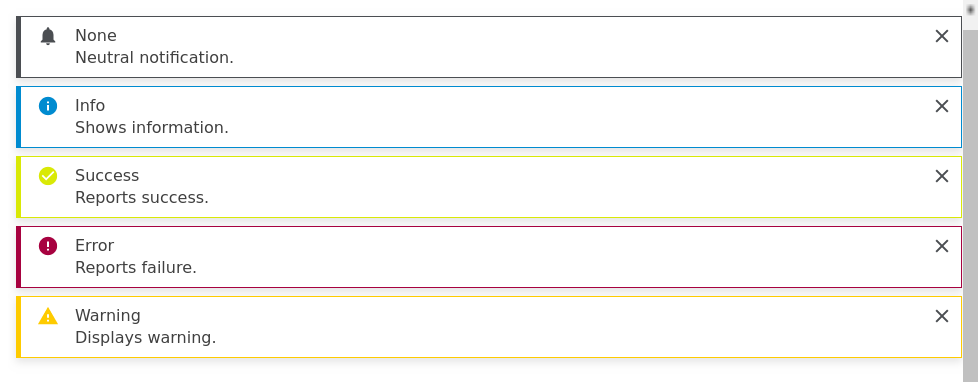 None
Neutral notification.
Info
Shows information.
Success
Reports success.
Error
Reports failure.
Warning
Displays warning.